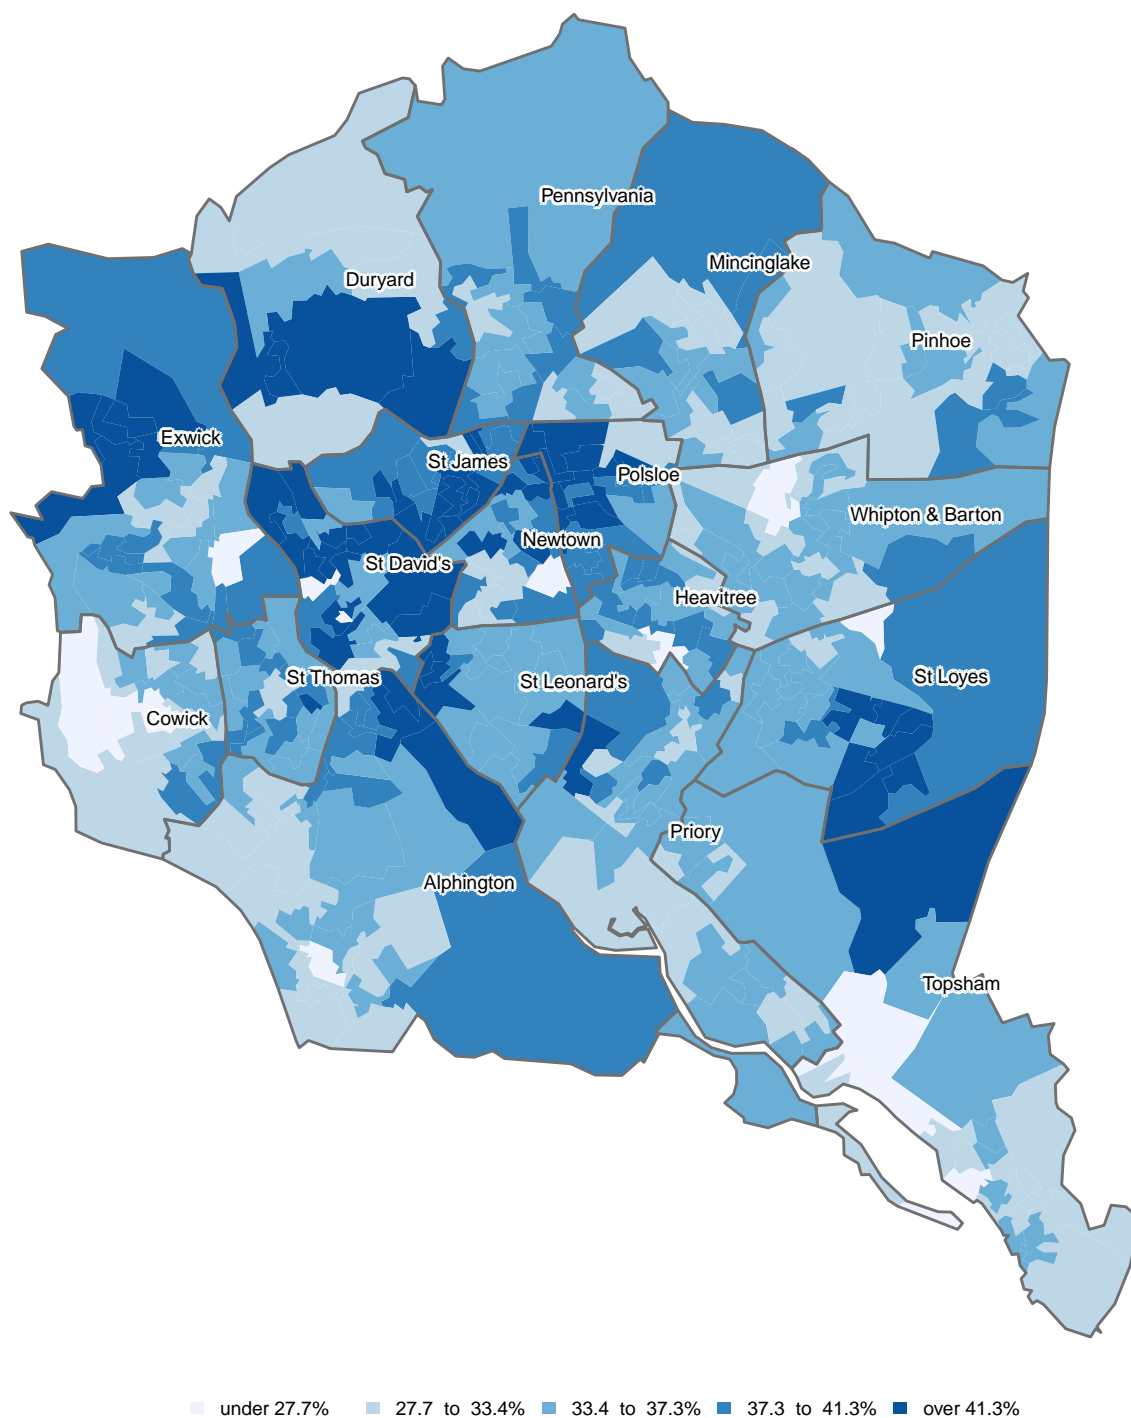 Pennsylvania
Mincinglake
Duryard
Pinhoe
Exwick
St James
Polsloe
Whipton & Barton
Newtown
St David's
Heavitree
St Thomas
St Leonard's
St Loyes
Cowick
Priory
Alphington
Topsham
under 27.7% 27.7 to 33.4% 33.4 to 37.3% 37.3 to 41.3% over 41.3%